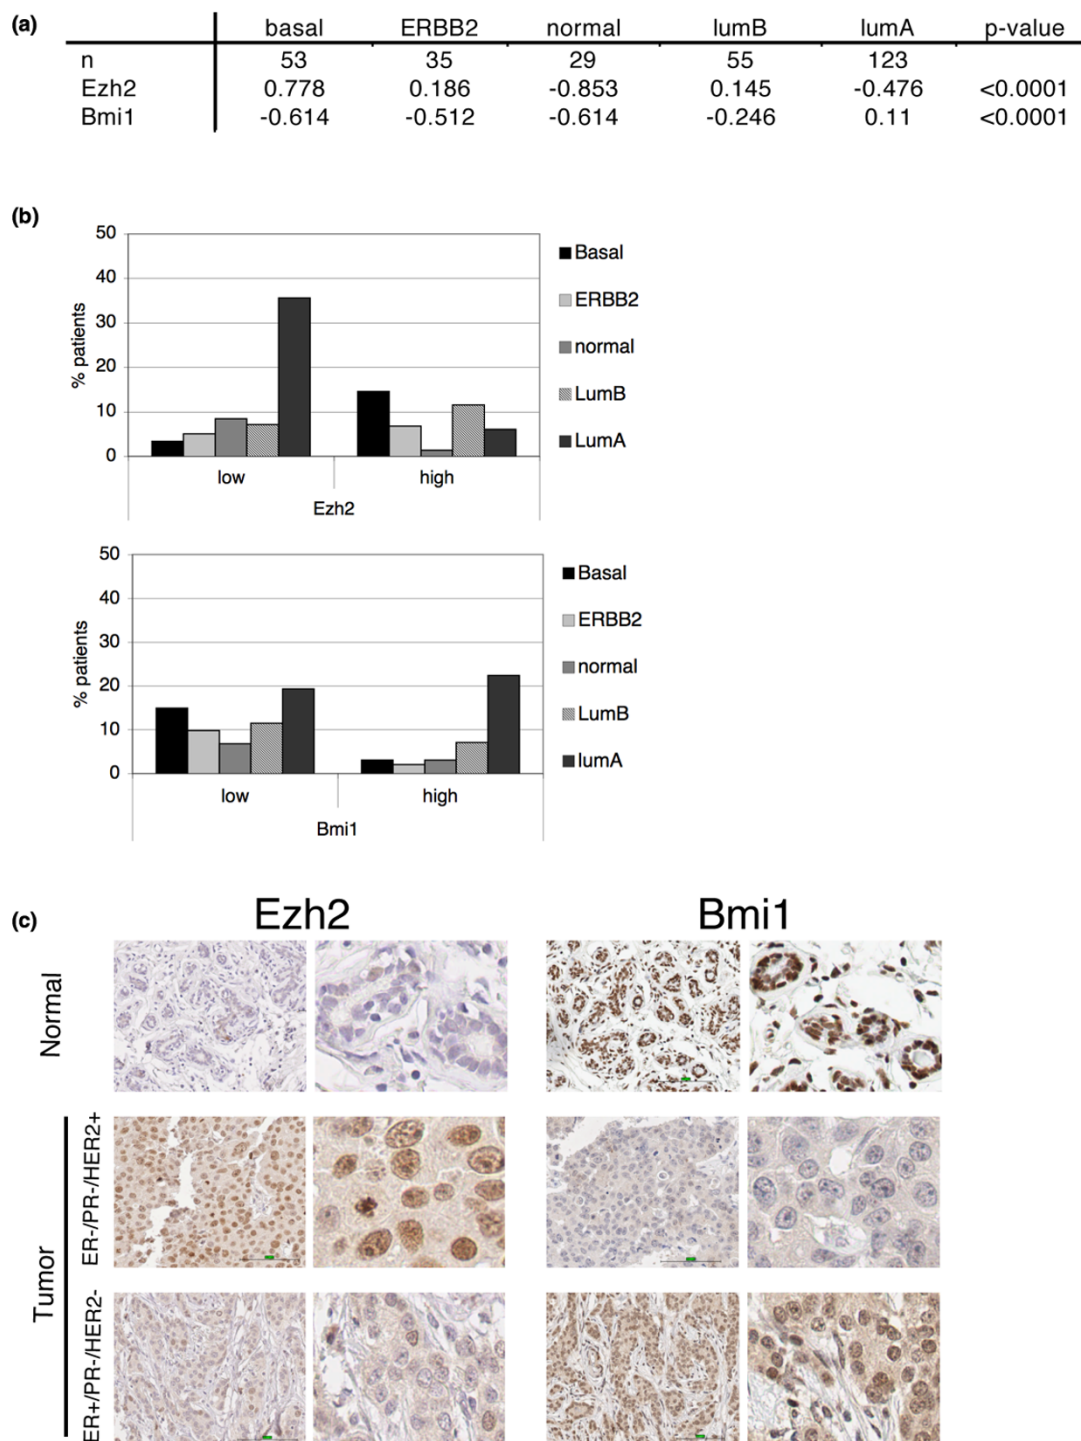 (a)
basal ERBB2 normal lumB lumA p-value
n 53 35 29 55 123
Ezh2 0.778 0.186 -0.853 0.145 -0.476 <0.0001
Bmi1 -0.614 -0.512 -0.614 -0.246 0.11 <0.0001
(b)
% patients
50
40
30
20
10
0
low high
Ezh2
Basal
ERBB2
normal
LumB
LumA
% patients
50
40
30
20
10
0
low high
Bmi1
Basal
ERBB2
normal
LumB
lumA
(c)
Ezh2 Bmi1
Normal
Tumor
ER-/PR-/HER2+
ER+/PR-/HER2-